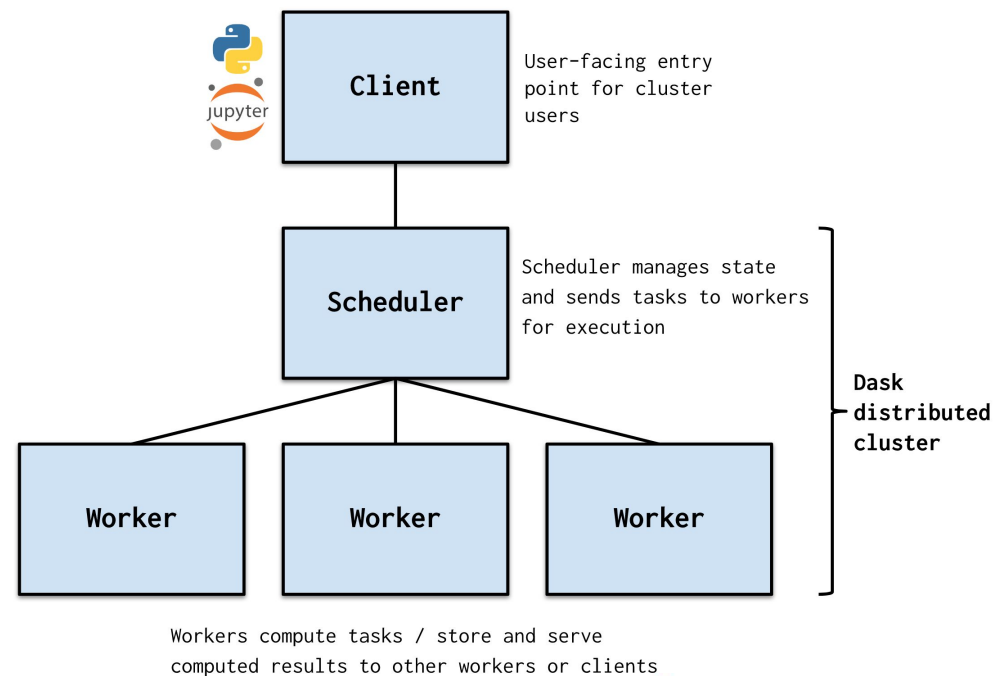 Client
User-facing entry
point for cluster
users
jupyter
Scheduler
Scheduler manages state
and sends tasks to workers
for execution
Dask
distributed
cluster
Worker
Worker
Worker
Workers compute tasks / store and serve
computed results to other workers or clients